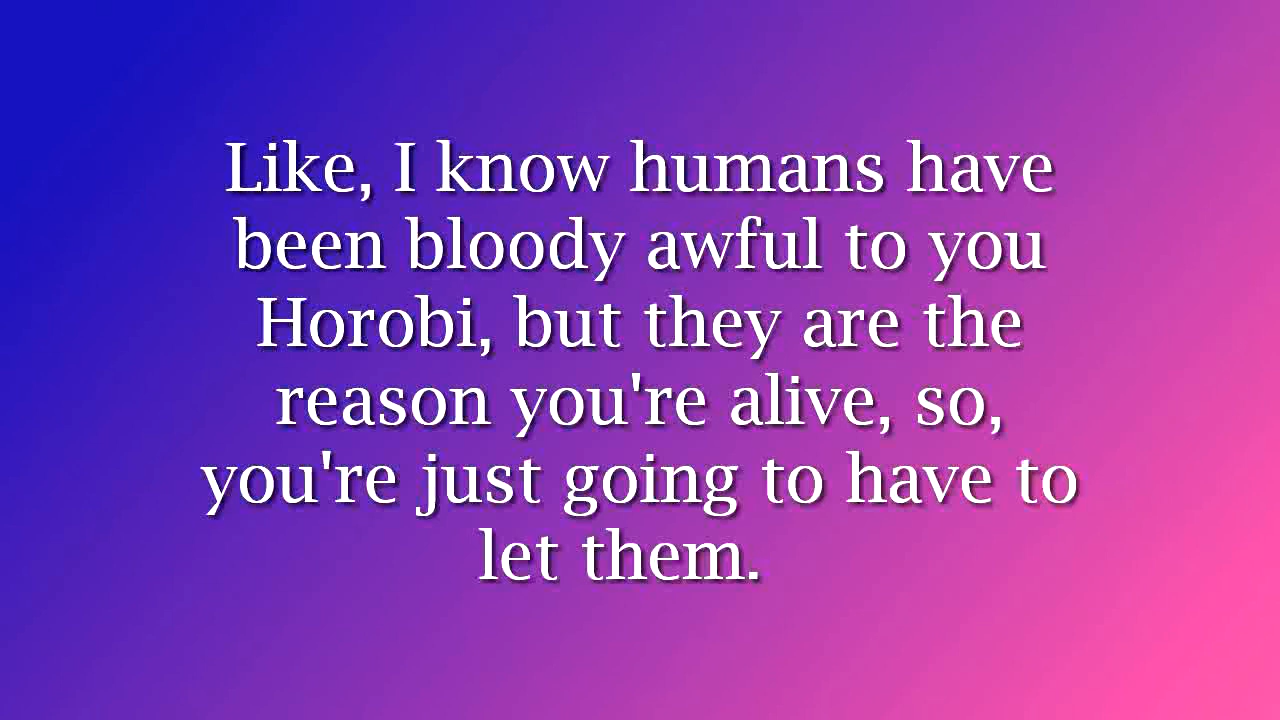 Like, I know humans have
been bloody awful to you
Horobi, but they are the
reason you're alive, so,
you're just going to have to
let them.